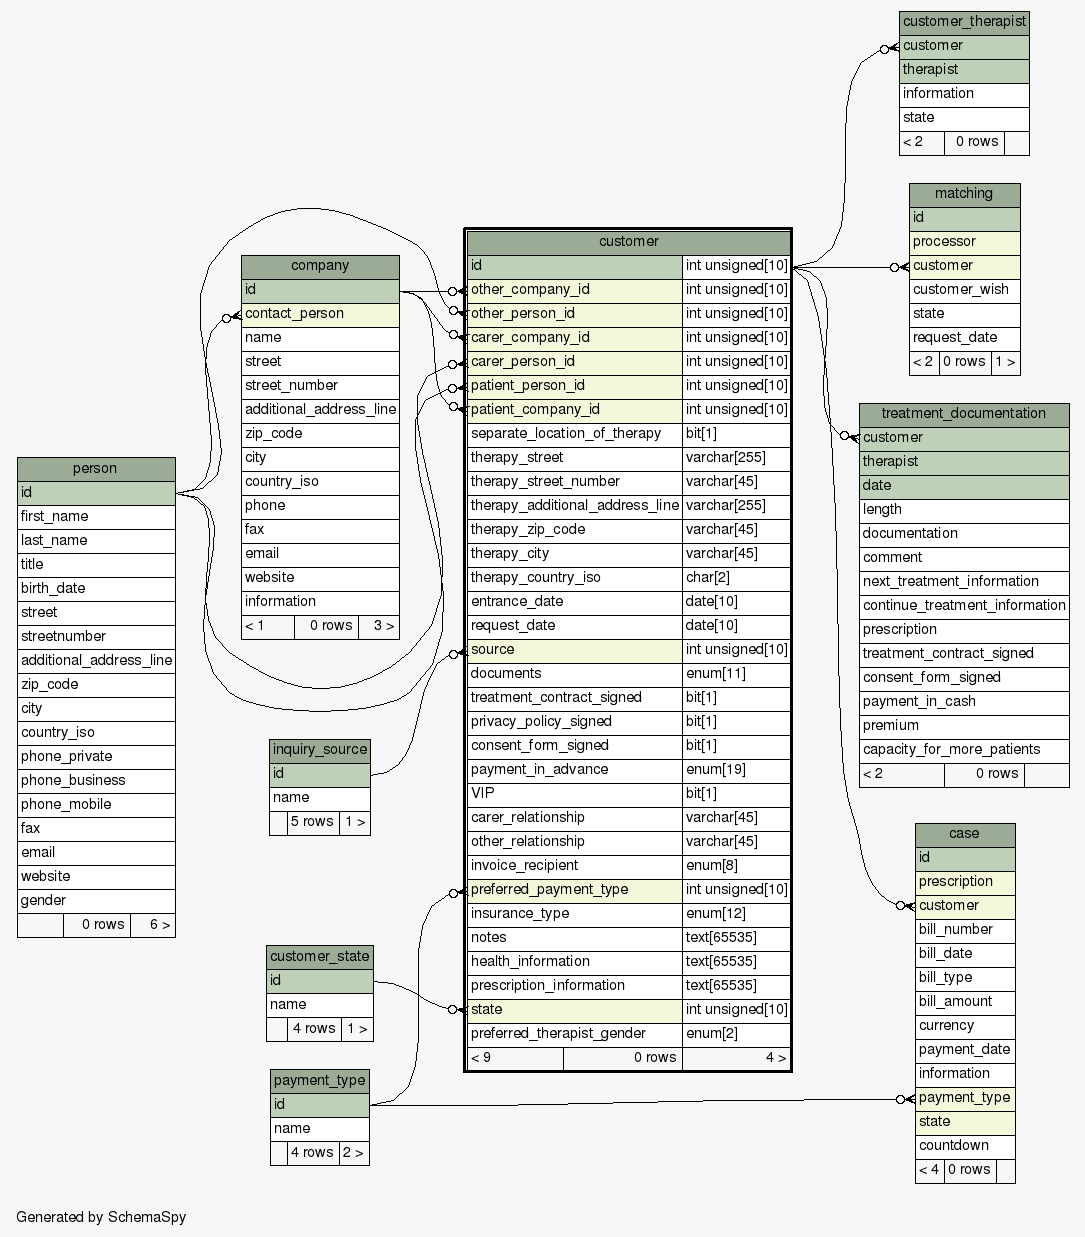 customer_therapist
customer
therapist
information
state
< 2 0 rows
matching
id
processor
customer
customer_wish
state
request_date
< 2 0 rows 1 >
customer
id int unsigned[10]
other_company_id int unsigned[10]
other_person_id int unsigned[10]
carer_company_id int unsigned[10]
carer_person_id int unsigned[10]
patient_person_id int unsigned[10]
patient_company_id int unsigned[10]
separate_location_of_therapy bit[1]
therapy_street varchar[255]
therapy_street_number varchar[45]
therapy_additional_address_line varchar[255]
therapy_zip_code varchar[45]
therapy_city varchar[45]
therapy_country_iso char[2]
entrance_date date[10]
request_date date[10]
source int unsigned[10]
documents enum[11]
treatment_contract_signed bit[1]
privacy_policy_signed bit[1]
consent_form_signed bit[1]
payment_in_advance enum[19]
VIP bit[1]
carer_relationship varchar[45]
other_relationship varchar[45]
invoice_recipient enum[8]
preferred_payment_type int unsigned[10]
insurance_type enum[12]
notes text[65535]
health_information text[65535]
prescription_information text[65535]
state int unsigned[10]
preferred_therapist_gender enum[2]
< 9 0 rows 4 >
company
id
contact_person
name
street
street_number
additional_address_line
zip_code
city
country_iso
phone
fax
email
website
information
< 1 0 rows 3 >
treatment_documentation
customer
therapist
date
length
documentation
comment
next_treatment_information
continue_treatment_information
prescription
treatment_contract_signed
consent_form_signed
payment_in_cash
premium
capacity_for_more_patients
< 2 0 rows
person
id
first_name
last_name
title
birth_date
street
streetnumber
additional_address_line
zip_code
city
country_iso
phone_private
phone_business
phone_mobile
fax
email
website
gender
0 rows 6 >
inquiry_source
id
name
5 rows 1 >
case
id
prescription
customer
bill_number
bill_date
bill_type
bill_amount
currency
payment_date
information
payment_type
state
countdown
< 4 0 rows
customer_state
id
name
4 rows 1 >
payment_type
id
name
4 rows 2 >
Generated by SchemaSpy